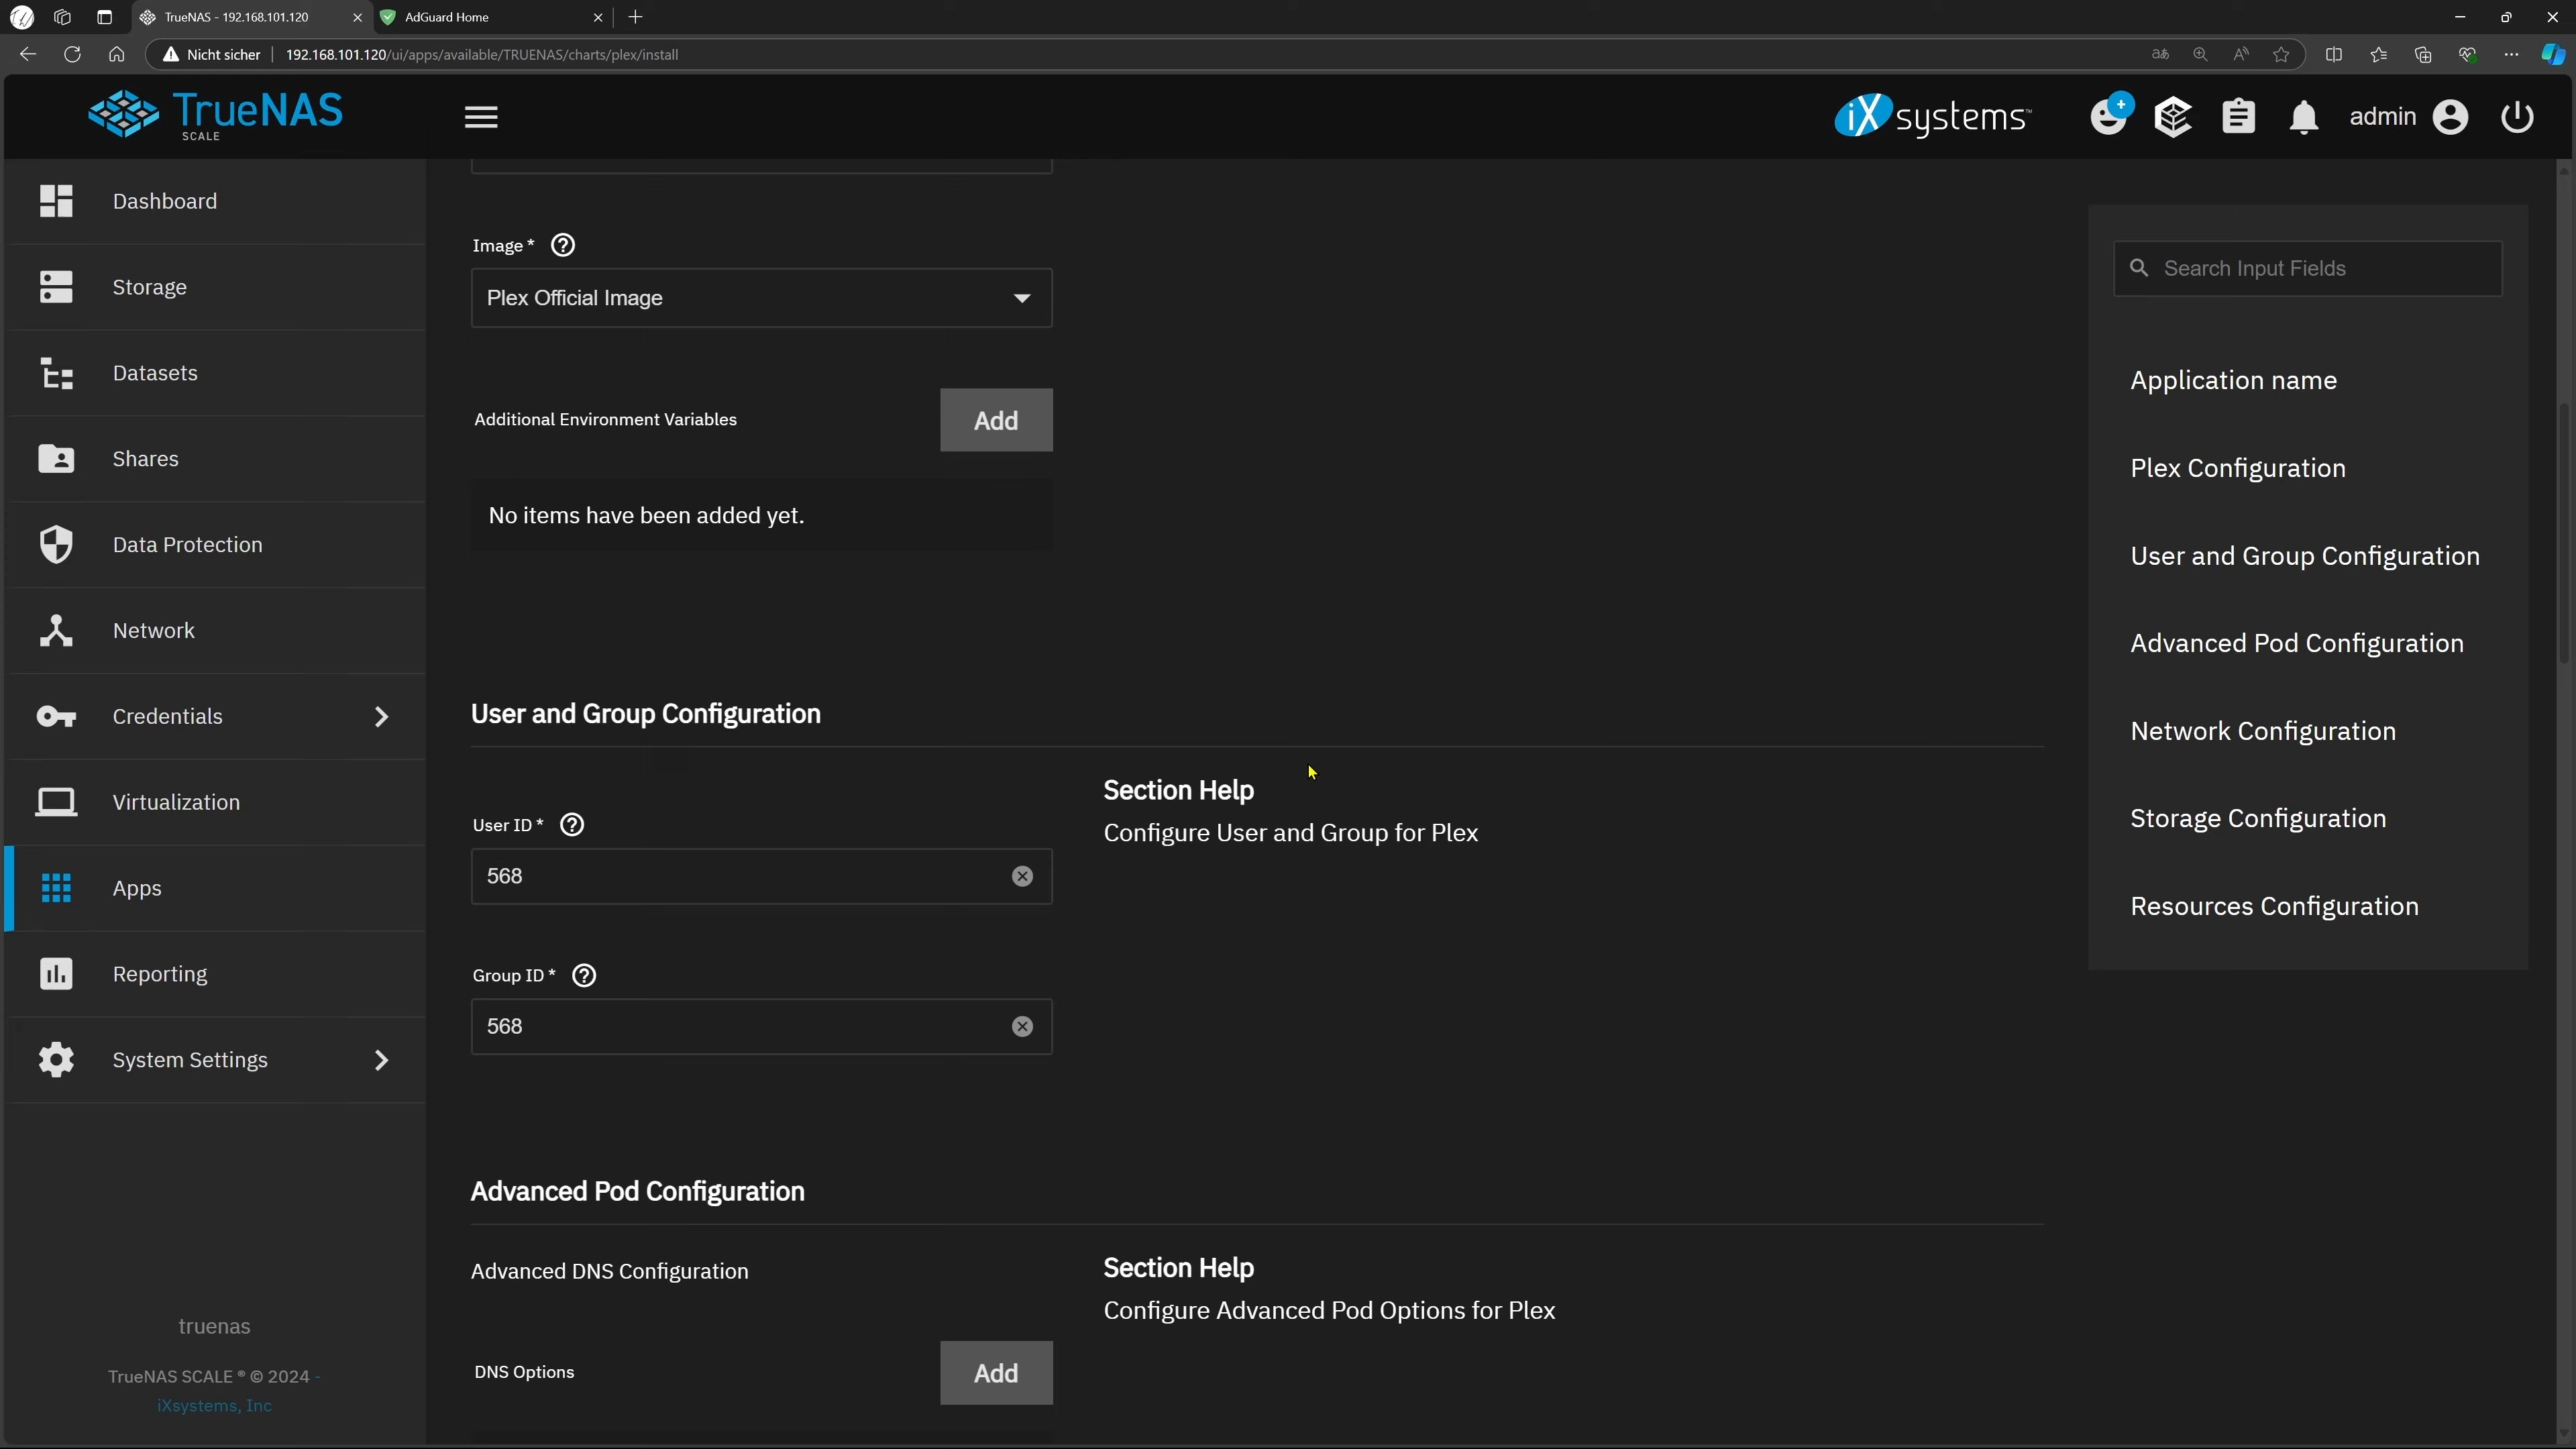 TrueNAS - 192.168.101.120
AdGuard Home
Nicht sicher
192.168.101.120/ui/apps/available/TRUENAS/charts/plex/install
TrueNAS
SCALE
iXsystems™
admin
Dashboard
Storage
Datasets
Shares
Data Protection
Network
Credentials
Virtualization
Apps
Reporting
System Settings
truenas
TrueNAS SCALE ® © 2024 -
iXsystems, Inc
Image *
Plex Official Image
Additional Environment Variables
Add
No items have been added yet.
User and Group Configuration
User ID *
568
Group ID *
568
Section Help
Configure User and Group for Plex
Advanced Pod Configuration
Advanced DNS Configuration
DNS Options
Add
Section Help
Configure Advanced Pod Options for Plex
Search Input Fields
Application name
Plex Configuration
User and Group Configuration
Advanced Pod Configuration
Network Configuration
Storage Configuration
Resources Configuration